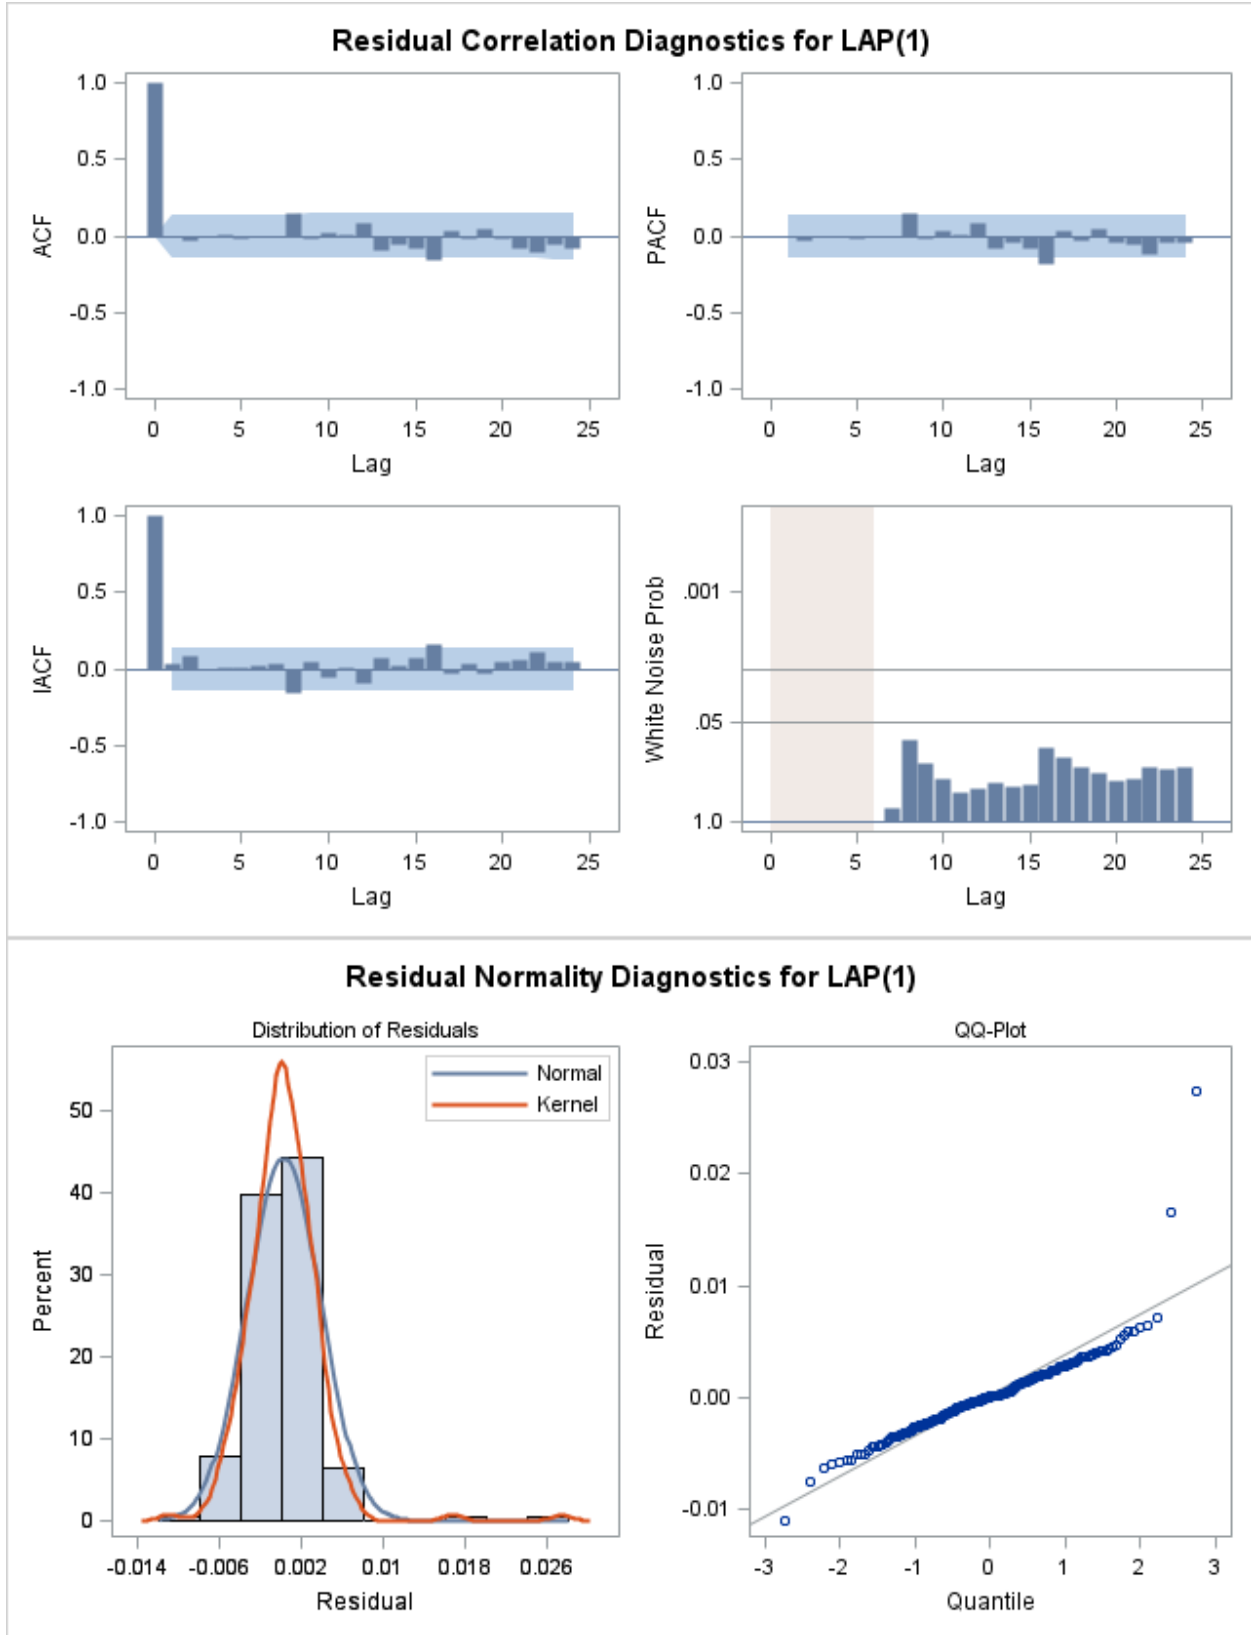 Residual Correlation Diagnostics for LAP(1)
1.0
0.5
0.0
-0.5
-1.0
ACF
0 5 10 15 20 25
Lag
1.0
0.5
0.0
-0.5
-1.0
PACF
0 5 10 15 20 25
Lag
1.0
0.5
0.0
-0.5
-1.0
IACF
0 5 10 15 20 25
Lag
.001
.05
1.0
White Noise Prob
0 5 10 15 20 25
Lag
Residual Normality Diagnostics for LAP(1)
Distribution of Residuals
Normal
Kernel
50
40
30
20
10
0
Percent
-0.014 -0.006 0.002 0.01 0.018 0.026
Residual
QQ-Plot
0.03
0.02
0.01
0.00
-0.01
Residual
-3 -2 -1 0 1 2 3
Quantile